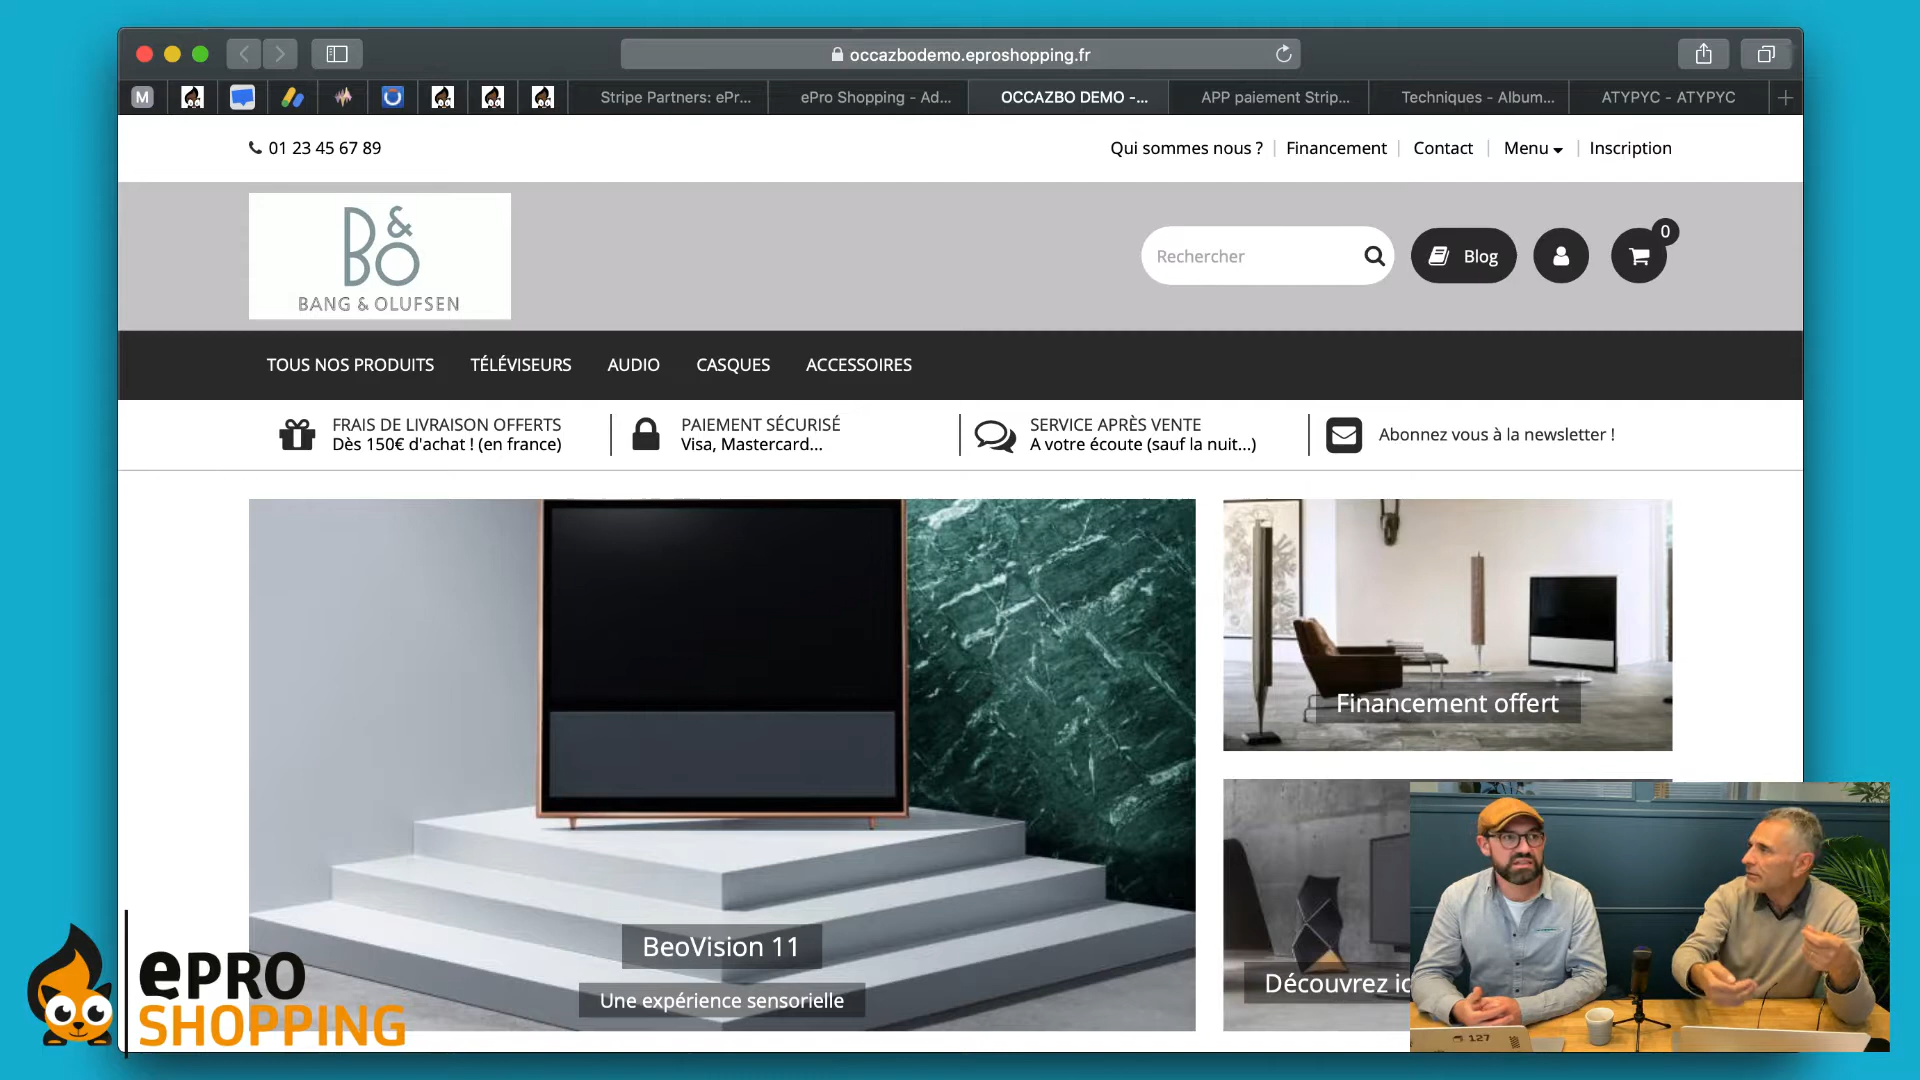 occazbodemo.eproshopping.fr
M
Stripe Partners: ePr...
ePro Shopping - Ad...
OCCAZBO DEMO -...
APP paiement Strip...
Techniques - Album...
ATYPYC - ATYPYC
01 23 45 67 89
Qui sommes nous ?
Financement
Contact
Menu
Inscription
B&O
BANG & OLUFSEN
Rechercher
Blog
0
TOUS NOS PRODUITS
TÉLÉVISEURS
AUDIO
CASQUES
ACCESSOIRES
FRAIS DE LIVRAISON OFFERTS
Dès 150€ d'achat ! (en france)
PAIEMENT SÉCURISÉ
Visa, Mastercard...
SERVICE APRÈS VENTE
A votre écoute (sauf la nuit...)
Abonnez vous à la newsletter !
Financement offert
BeoVision 11
Une expérience sensorielle
Découvrez
127
ePRO
SHOPPING